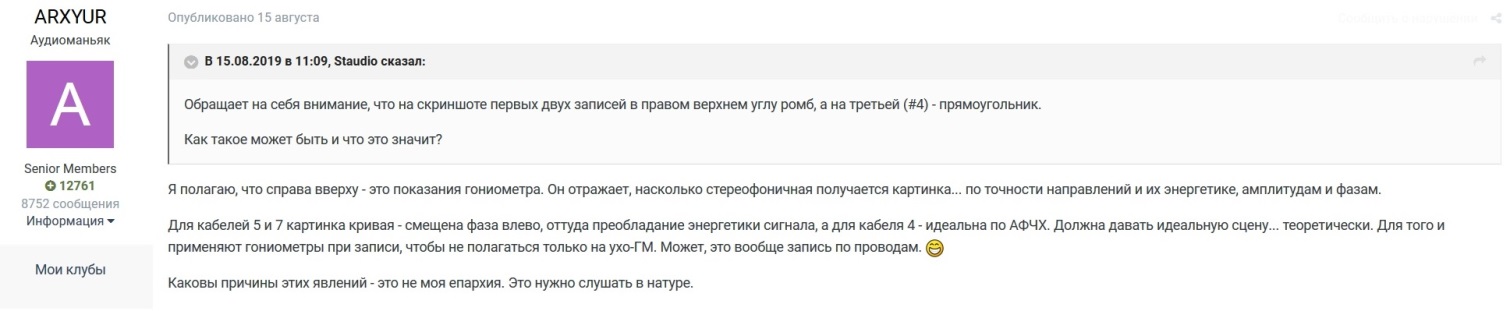 ARXYUR
Аудиоманьяк
A
Senior Members
12761
8752 сообщения
Информация
Мои клубы
Опубликовано 15 августа
В 15.08.2019 в 11:09, Staudio сказал:
Обращает на себя внимание, что на скриншоте первых двух записей в правом верхнем углу ромб, а на третьей (#4) - прямоугольник.
Как такое может быть и что это значит?
Я полагаю, что справа вверху - это показания гониометра. Он отражает, насколько стереофоничная получается картинка... по точности направлений и их энергетике, амплитудам и фазам.
Для кабелей 5 и 7 картинка кривая - смещена фаза влево, оттуда преобладание энергетики сигнала, а для кабеля 4 - идеальна по АФЧХ. Должна давать идеальную сцену... теоретически. Для того и
применяют гониометры при записи, чтобы не полагаться только на ухо-ГМ. Может, это вообще запись по проводам.
Каковы причины этих явлений - это не моя епархия. Это нужно слушать в натуре.